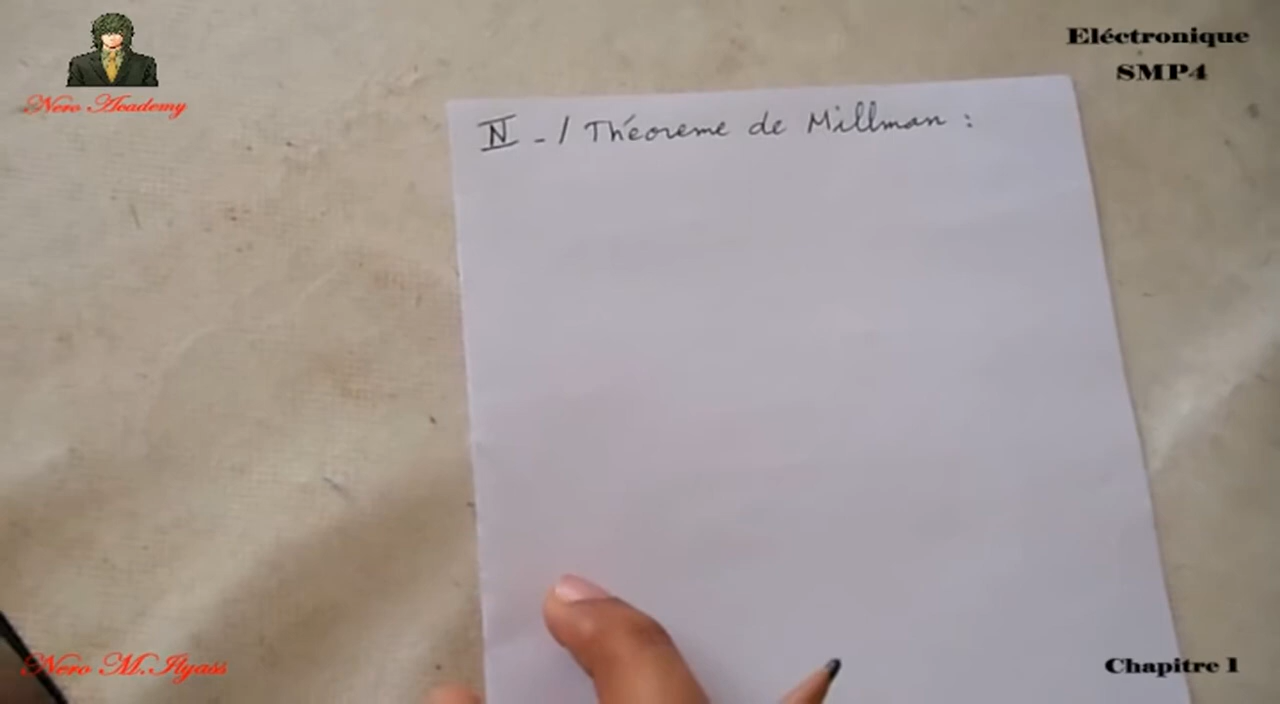 Nero Academy
Eléctronique
SMP4
IV - / Théoreme de Millman :
Nero M.Ilyass
Chapitre 1